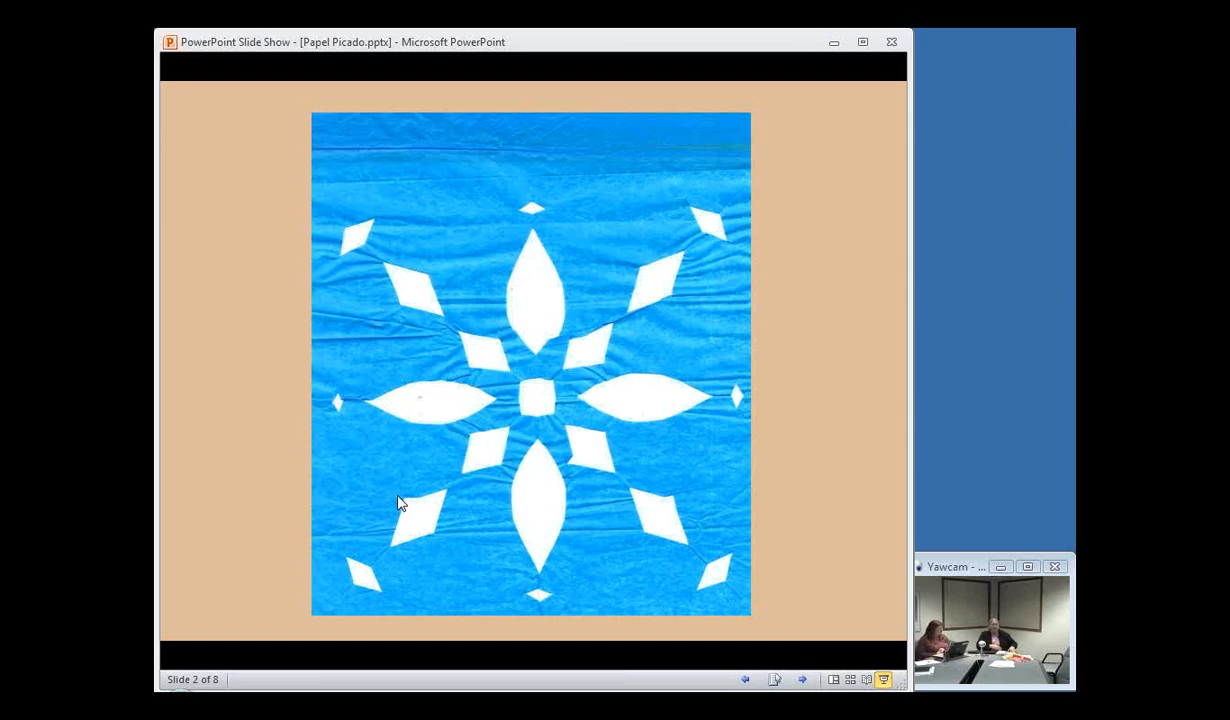 PowerPoint Slide Show - [Papel Picado.pptx] - Microsoft PowerPoint
Yawcam - ...
Slide 2 of 8